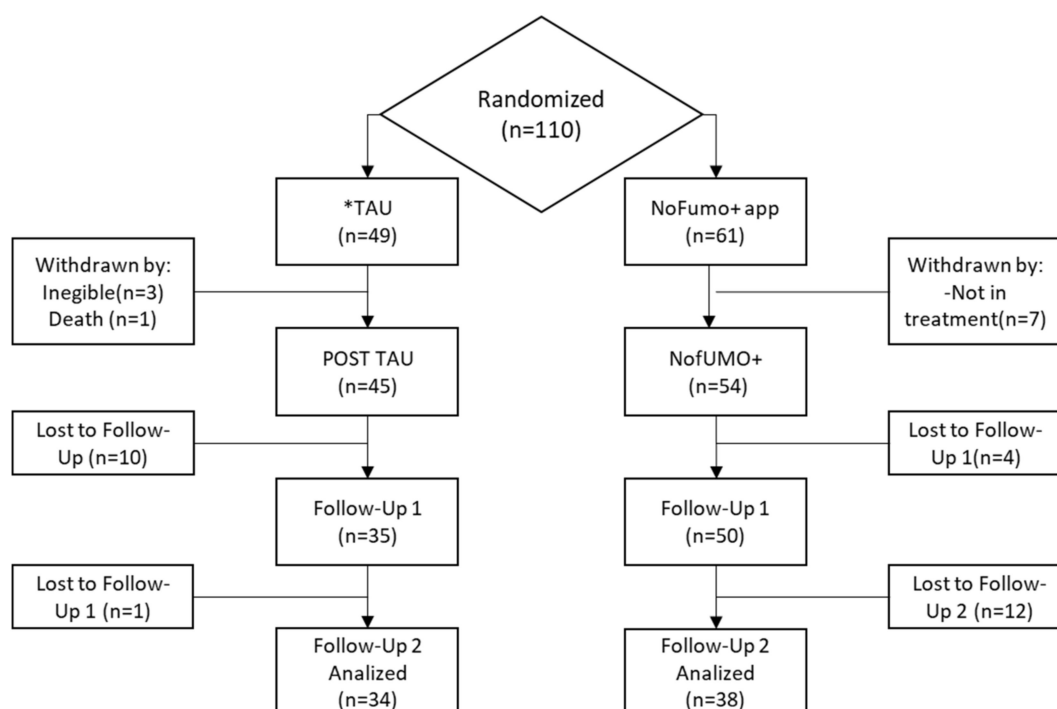 Randomized
(n=110)
*TAU
(n=49)
NoFumo+ app
(n=61)
Withdrawn by:
Inegible(n=3)
Death (n=1)
Withdrawn by:
-Not in
treatment(n=7)
POST TAU
(n=45)
NofUMO+
(n=54)
Lost to Follow-
Up (n=10)
Lost to Follow-
Up 1(n=4)
Follow-Up 1
(n=35)
Follow-Up 1
(n=50)
Lost to Follow-
Up 1 (n=1)
Lost to Follow-
Up 2 (n=12)
Follow-Up 2
Analized
(n=34)
Follow-Up 2
Analized
(n=38)